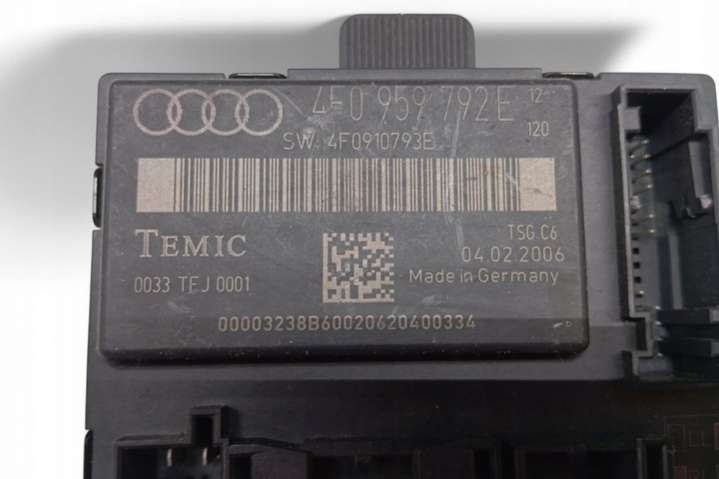 4F0 959 792E 12
120
SW: 4F0910793E
TEMIC
TSG C6
04.02.2006
0033 TFJ 0001
Made in Germany
00003238B60020620400334